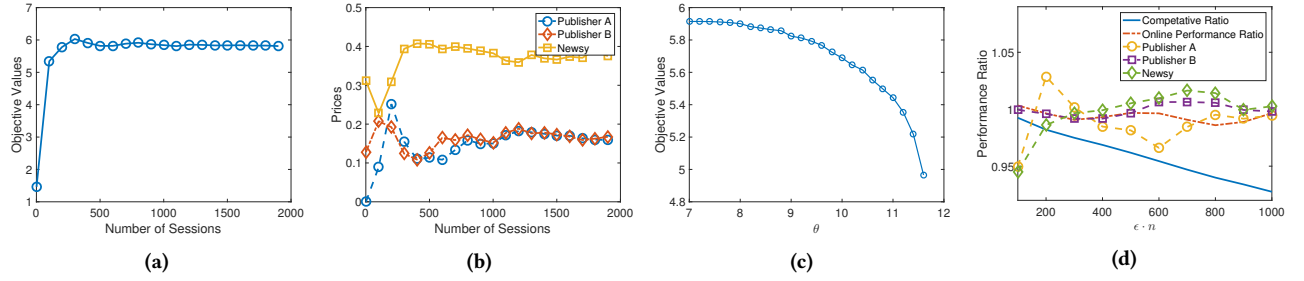 7
6
5
4
3
2
1
0
500
1000
1500
2000
Objective Values
Number of Sessions
(a)
Publisher A
Publisher B
Newsy
0.4
0.3
0.2
0.1
0
0
500
1000
1500
2000
Prices
Number of Sessions
(b)
6
5.8
5.6
5.4
5.2
5
4.8
7
8
9
10
11
12
Objective Values
θ
(c)
Competative Ratio
Online Performance Ratio
Publisher A
Publisher B
Newsy
1.05
1.0
0.95
200
400
600
800
1000
Performance Ratio
ϵ · n
(d)